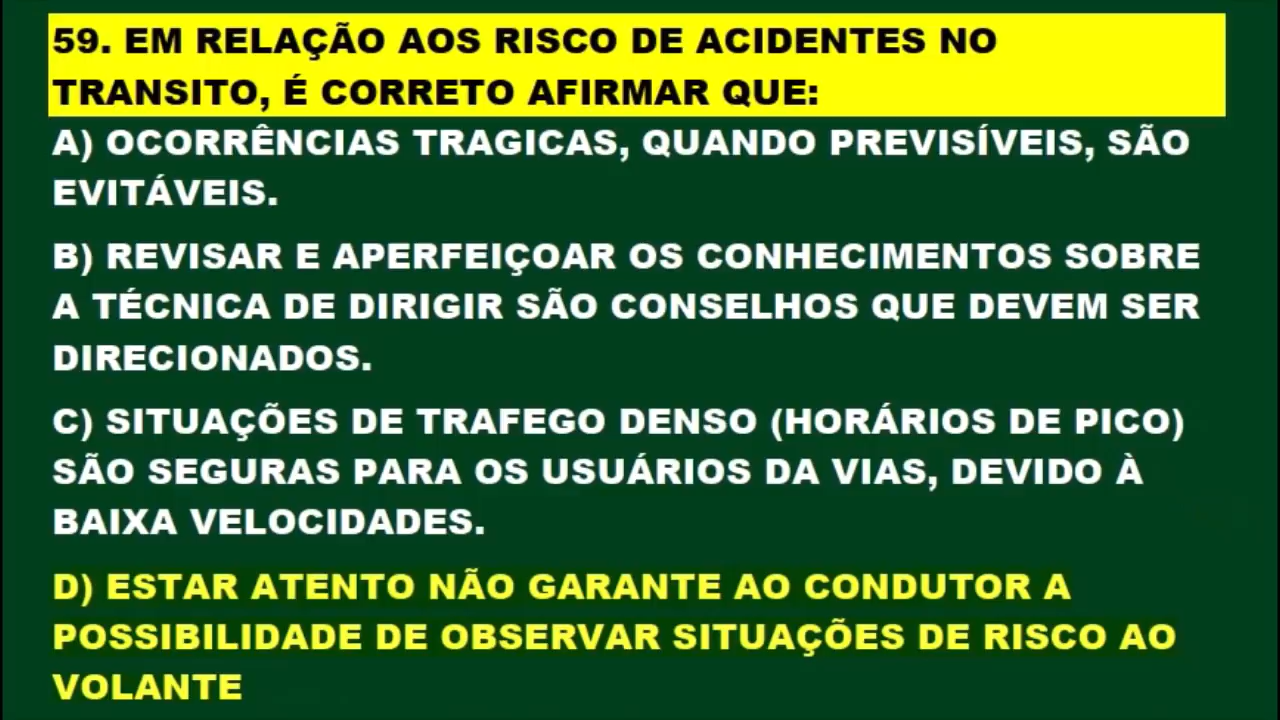 59. EM RELAÇÃO AOS RISCO DE ACIDENTES NO
TRANSITO, É CORRETO AFIRMAR QUE:
A) OCORRÊNCIAS TRAGICAS, QUANDO PREVISÍVEIS, SÃO
EVITÁVEIS.
B) REVISAR E APERFEIÇOAR OS CONHECIMENTOS SOBRE
A TÉCNICA DE DIRIGIR SÃO CONSELHOS QUE DEVEM SER
DIRECIONADOS.
C) SITUAÇÕES DE TRAFEGO DENSO (HORÁRIOS DE PICO)
SÃO SEGURAS PARA OS USUÁRIOS DA VIAS, DEVIDO À
BAIXA VELOCIDADES.
D) ESTAR ATENTO NÃO GARANTE AO CONDUTOR A
POSSIBILIDADE DE OBSERVAR SITUAÇÕES DE RISCO AO
VOLANTE